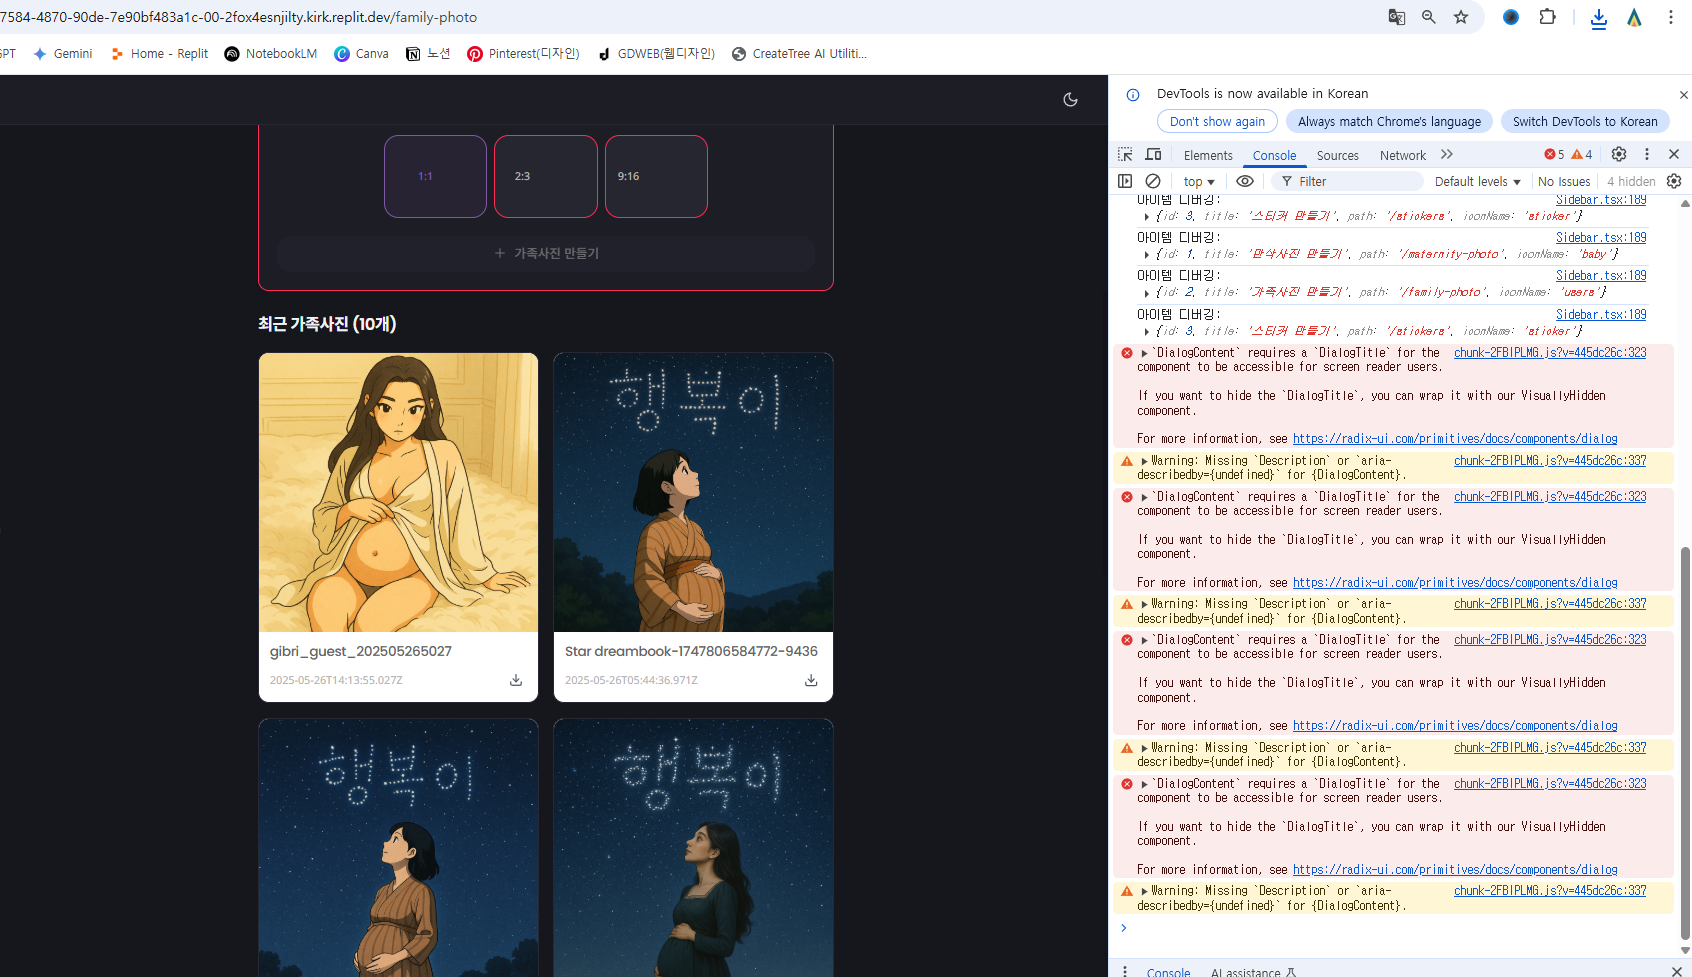 7584-4870-90de-7e90bf483a1c-00-2fox4esnjilty.kirk.replit.dev/family-photo
GPT
Gemini
Home - Replit
NotebookLM
Canva
노션
Pinterest(디자인)
GDWEB(웹디자인)
CreateTree AI Utiliti...
1:1
2:3
9:16
+ 가족사진 만들기
최근 가족사진 (10개)
행복이
gibri_guest_202505265027
2025-05-26T14:13:55.027Z
Star dreambook-1747806584772-9436
2025-05-26T05:44:36.971Z
행복이
행복이
DevTools is now available in Korean
Don't show again
Always match Chrome's language
Switch DevTools to Korean
Elements
Console
Sources
Network
5
4
top
Filter
Default levels
No Issues
4 hidden
아이템 디버깅:
Sidebar.tsx:189
{id: 3, title: '스티커 만들기', path: '/stickers', iconName: 'sticker'}
아이템 디버깅:
Sidebar.tsx:189
{id: 1, title: '만삭사진 만들기', path: '/maternity-photo', iconName: 'baby'}
아이템 디버깅:
Sidebar.tsx:189
{id: 2, title: '가족사진 만들기', path: '/family-photo', iconName: 'users'}
아이템 디버깅:
Sidebar.tsx:189
{id: 3, title: '스티커 만들기', path: '/stickers', iconName: 'sticker'}
`DialogContent` requires a `DialogTitle` for the
chunk-2FBIPLMG.js?v=445dc26c:323
component to be accessible for screen reader users.
If you want to hide the `DialogTitle`, you can wrap it with our VisuallyHidden
component.
For more information, see https://radix-ui.com/primitives/docs/components/dialog
Warning: Missing `Description` or `aria-
chunk-2FBIPLMG.js?v=445dc26c:337
describedby={undefined}` for {DialogContent}.
`DialogContent` requires a `DialogTitle` for the
chunk-2FBIPLMG.js?v=445dc26c:323
component to be accessible for screen reader users.
If you want to hide the `DialogTitle`, you can wrap it with our VisuallyHidden
component.
For more information, see https://radix-ui.com/primitives/docs/components/dialog
Warning: Missing `Description` or `aria-
chunk-2FBIPLMG.js?v=445dc26c:337
describedby={undefined}` for {DialogContent}.
`DialogContent` requires a `DialogTitle` for the
chunk-2FBIPLMG.js?v=445dc26c:323
component to be accessible for screen reader users.
If you want to hide the `DialogTitle`, you can wrap it with our VisuallyHidden
component.
For more information, see https://radix-ui.com/primitives/docs/components/dialog
Warning: Missing `Description` or `aria-
chunk-2FBIPLMG.js?v=445dc26c:337
describedby={undefined}` for {DialogContent}.
`DialogContent` requires a `DialogTitle` for the
chunk-2FBIPLMG.js?v=445dc26c:323
component to be accessible for screen reader users.
If you want to hide the `DialogTitle`, you can wrap it with our VisuallyHidden
component.
For more information, see https://radix-ui.com/primitives/docs/components/dialog
Warning: Missing `Description` or `aria-
chunk-2FBIPLMG.js?v=445dc26c:337
describedby={undefined}` for {DialogContent}.
Console
AI assistance